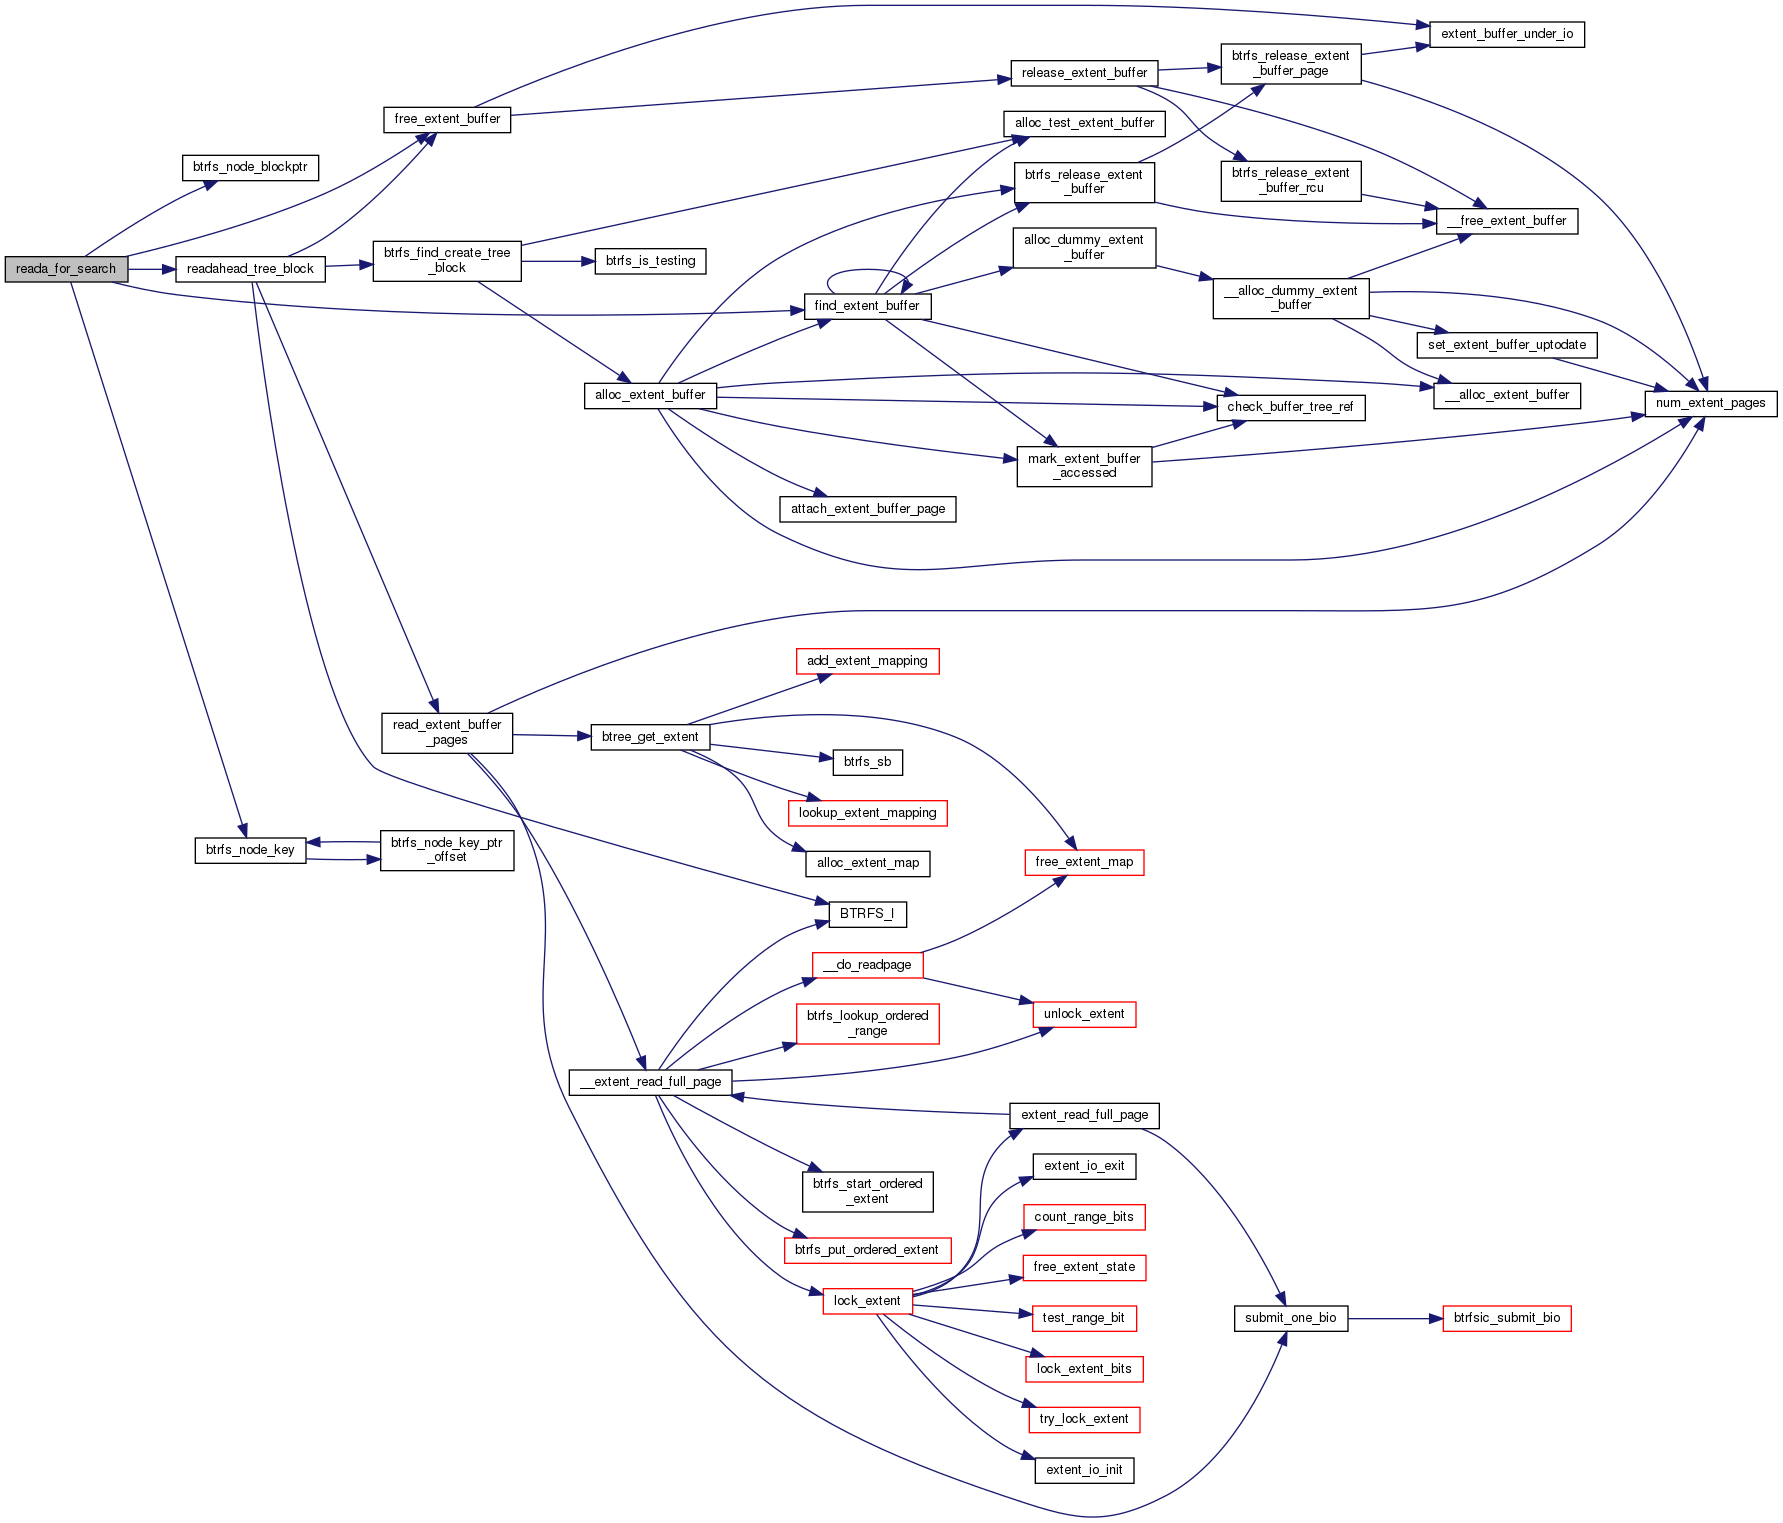 extent_buffer_under_io
btrfs_release_extent
_buffer_page
release_extent_buffer
free_extent_buffer
alloc_test_extent_buffer
btrfs_node_blockptr
btrfs_release_extent
_buffer
btrfs_release_extent
_buffer_rcu
__free_extent_buffer
alloc_dummy_extent
_buffer
btrfs_find_create_tree
_block
btrfs_is_testing
reada_for_search
readahead_tree_block
find_extent_buffer
__alloc_dummy_extent
_buffer
set_extent_buffer_uptodate
alloc_extent_buffer
__alloc_extent_buffer
check_buffer_tree_ref
num_extent_pages
mark_extent_buffer
_accessed
attach_extent_buffer_page
add_extent_mapping
read_extent_buffer
_pages
btree_get_extent
btrfs_sb
lookup_extent_mapping
btrfs_node_key
btrfs_node_key_ptr
_offset
alloc_extent_map
free_extent_map
BTRFS_I
__do_readpage
btrfs_lookup_ordered
_range
unlock_extent
__extent_read_full_page
extent_read_full_page
extent_io_exit
btrfs_start_ordered
_extent
count_range_bits
btrfs_put_ordered_extent
free_extent_state
lock_extent
test_range_bit
submit_one_bio
btrfsic_submit_bio
lock_extent_bits
try_lock_extent
extent_io_init